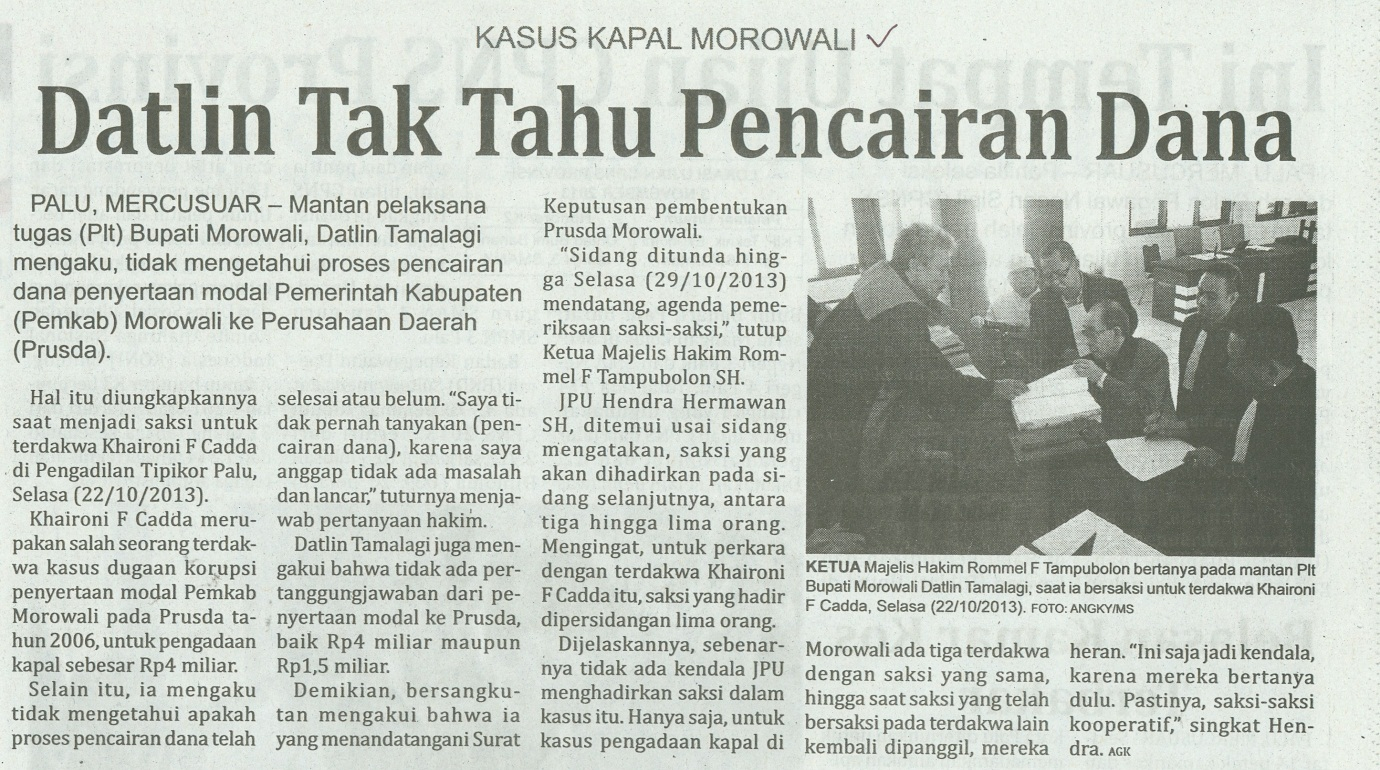 KASUS KAPAL MOROWALI
Datlin Tak Tahu Pencairan Dana
PALU, MERCUSUAR – Mantan pelaksana
tugas (Plt) Bupati Morowali, Datlin Tamalagi
mengaku, tidak mengetahui proses pencairan
dana penyertaan modal Pemerintah Kabupaten
(Pemkab) Morowali ke Perusahaan Daerah
(Prusda).
Hal itu diungkapkannya
saat menjadi saksi untuk
terdakwa Khaironi F Cadda
di Pengadilan Tipikor Palu,
Selasa (22/10/2013).
Khaironi F Cadda meru-
pakan salah seorang terdak-
wa kasus dugaan korupsi
penyertaan modal Pemkab
Morowali pada Prusda ta-
hun 2006, untuk pengadaan
kapal sebesar Rp4 miliar.
Selain itu, ia mengaku
tidak mengetahui apakah
proses pencairan dana telah
selesai atau belum. “Saya ti-
dak pernah tanyakan (pen-
cairan dana), karena saya
anggap tidak ada masalah
dan lancar,” tuturnya menja-
wab pertanyaan hakim.
Datlin Tamalagi juga men-
gakui bahwa tidak ada per-
tanggungjawaban dari pe-
nyertaan modal ke Prusda,
baik Rp4 miliar maupun
Rp1,5 miliar.
Demikian, bersangku-
tan mengakui bahwa ia
yang menandatangani Surat
Keputusan pembentukan
Prusda Morowali.
“Sidang ditunda hing-
ga Selasa (29/10/2013)
mendatang, agenda peme-
riksaan saksi-saksi,” tutup
Ketua Majelis Hakim Rom-
mel F Tampubolon SH.
JPU Hendra Hermawan
SH, ditemui usai sidang
mengatakan, saksi yang
akan dihadirkan pada si-
dang selanjutnya, antara
tiga hingga lima orang.
Mengingat, untuk perkara
dengan terdakwa Khaironi
F Cadda itu, saksi yang hadir
dipersidangan lima orang.
Dijelaskannya, sebenar-
nya tidak ada kendala JPU
menghadirkan saksi dalam
kasus itu. Hanya saja, untuk
kasus pengadaan kapal di
KETUA Majelis Hakim Rommel F Tampubolon bertanya pada mantan Plt
Bupati Morowali Datlin Tamalagi, saat ia bersaksi untuk terdakwa Khaironi
F Cadda, Selasa (22/10/2013). FOTO: ANGKY/MS
Morowali ada tiga terdakwa
dengan saksi yang sama,
hingga saat saksi yang telah
bersaksi pada terdakwa lain
kembali dipanggil, mereka
heran. “Ini saja jadi kendala,
karena mereka bertanya
dulu. Pastinya, saksi-saksi
kooperatif,” singkat Hen-
dra. AGK